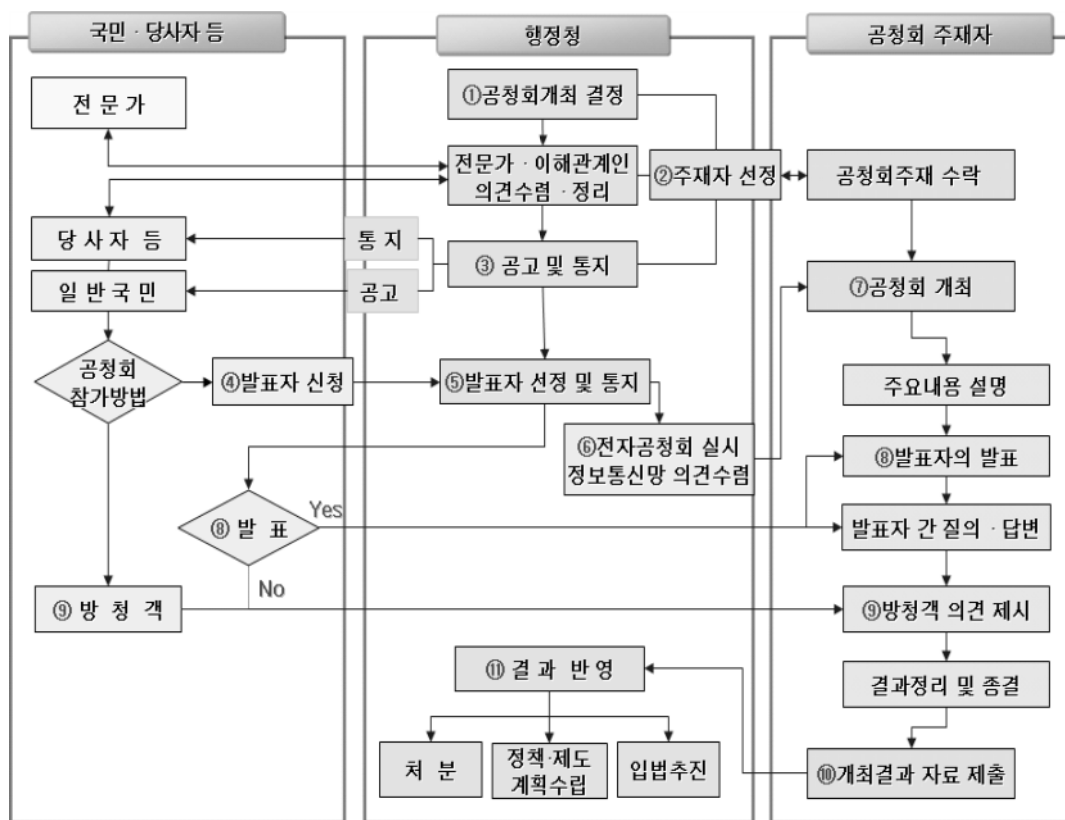 국민 · 당사자 등
행정청
공청회 주재자
전 문 가
①공청회개최 결정
전문가 · 이해관계인
의견수렴 · 정리
②주재자 선정
공청회주재 수락
당 사 자 등
통 지
③ 공고 및 통지
일 반 국 민
공고
⑦공청회 개최
공청회
참가방법
④발표자 신청
⑤발표자 선정 및 통지
주요내용 설명
⑥전자공청회 실시
정보통신망 의견수렴
⑧발표자의 발표
⑧ 발 표
Yes
발표자 간 질의 · 답변
No
⑨ 방 청 객
⑨방청객 의견 제시
⑪ 결 과 반 영
결과정리 및 종결
처 분
정책·제도
계획수립
입법추진
⑩개최결과 자료 제출